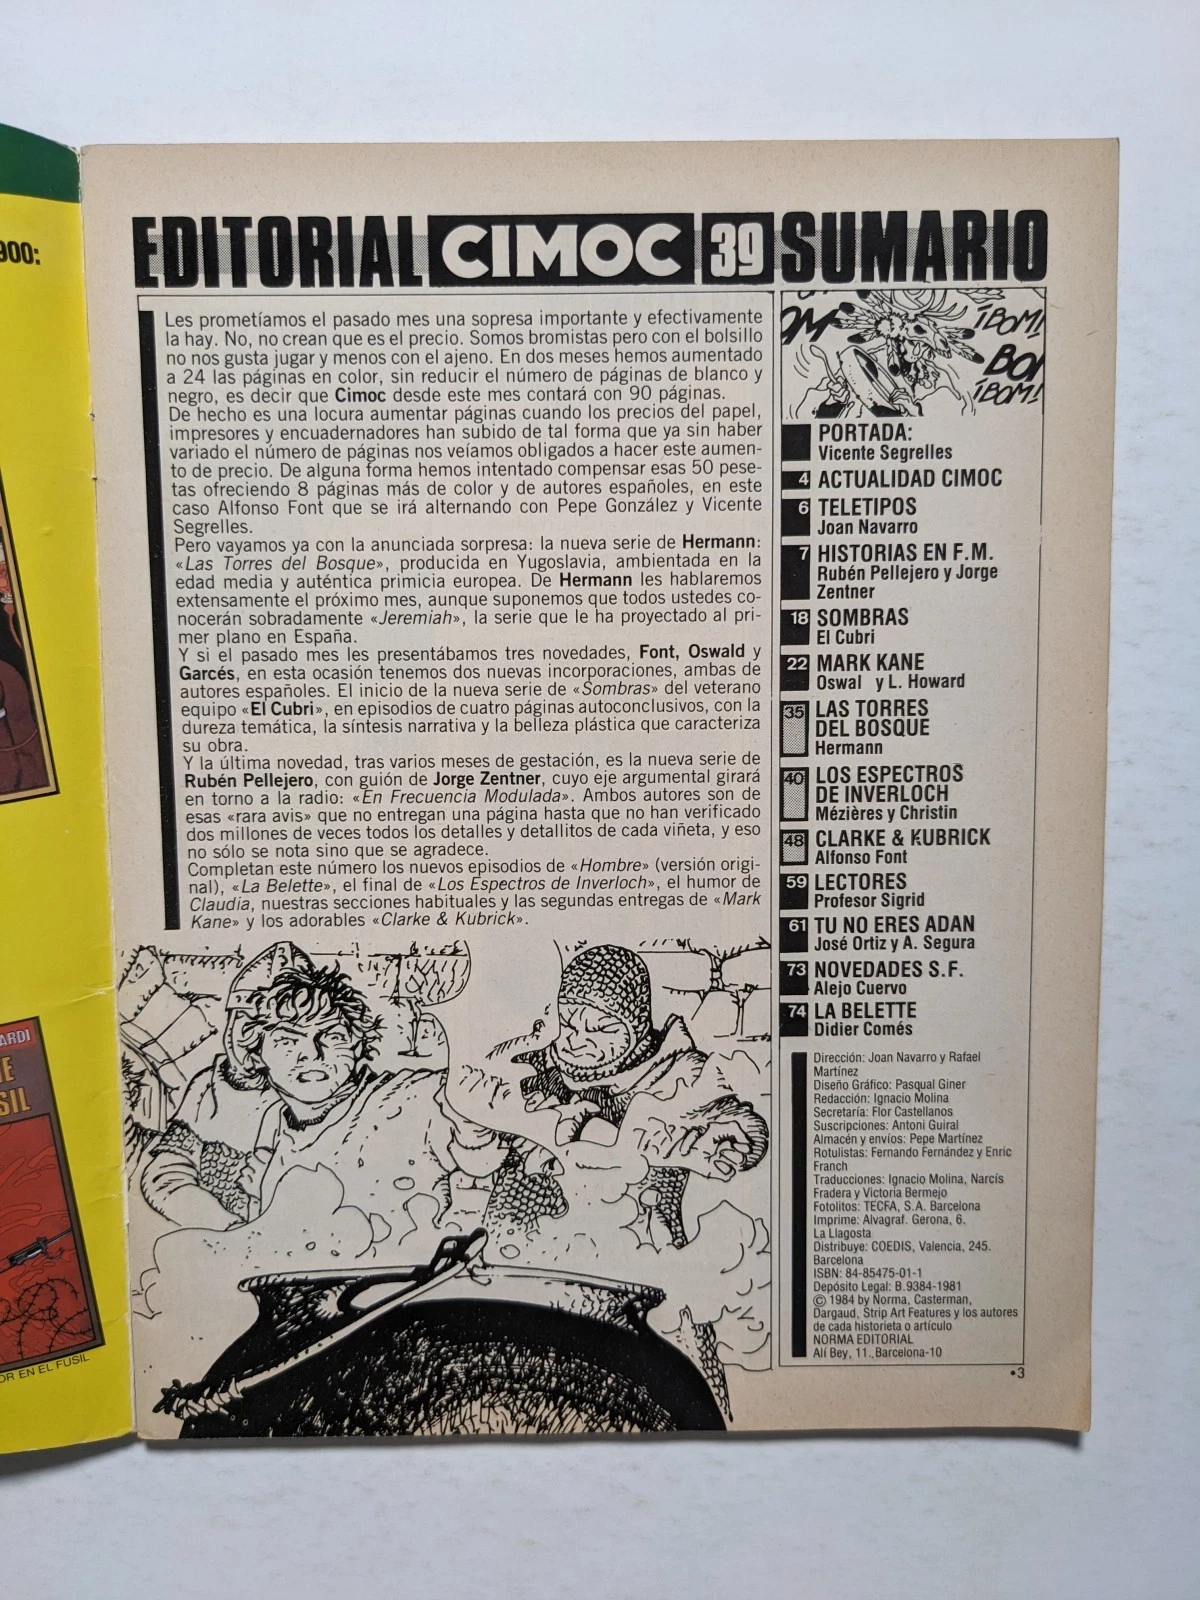 900:
ARDI
IE
SIL
OR EN EL FUSIL
EDITORIAL CIMOC 39 SUMARIO
Les prometíamos el pasado mes una sopresa importante y efectivamente
la hay. No, no crean que es el precio. Somos bromistas pero con el bolsillo
no nos gusta jugar y menos con el ajeno. En dos meses hemos aumentado
a 24 las páginas en color, sin reducir el número de páginas de blanco y
negro, es decir que Cimoc desde este mes contará con 90 páginas.
De hecho es una locura aumentar páginas cuando los precios del papel,
impresores y encuadernadores han subido de tal forma que ya sin haber
variado el número de páginas nos veíamos obligados a hacer este aumen-
to de precio. De alguna forma hemos intentado compensar esas 50 pese-
tas ofreciendo 8 páginas más de color y de autores españoles, en este
caso Alfonso Font que se irá alternando con Pepe González y Vicente
Segrelles.
Pero vayamos ya con la anunciada sorpresa: la nueva serie de Hermann:
«Las Torres del Bosque», producida en Yugoslavia, ambientada en la
edad media y auténtica primicia europea. De Hermann les hablaremos
extensamente el próximo mes, aunque suponemos que todos ustedes co-
nocerán sobradamente «Jeremiah», la serie que le ha proyectado al pri-
mer plano en España.
Y si el pasado mes les presentábamos tres novedades, Font, Oswald y
Garcés, en esta ocasión tenemos dos nuevas incorporaciones, ambas de
autores españoles. El inicio de la nueva serie de «Sombras» del veterano
equipo «El Cubri», en episodios de cuatro páginas autoconclusivos, con la
dureza temática, la síntesis narrativa y la belleza plástica que caracteriza
su obra.
Y la última novedad, tras varios meses de gestación, es la nueva serie de
Rubén Pellejero, con guión de Jorge Zentner, cuyo eje argumental girará
en torno a la radio: «En Frecuencia Modulada». Ambos autores son de
esas «rara avis» que no entregan una página hasta que no han verificado
dos millones de veces todos los detalles y detallitos de cada viñeta, y eso
no sólo se nota sino que se agradece.
Completan este número los nuevos episodios de «Hombre» (versión origi-
nal), «La Belette», el final de «Los Espectros de Inverloch», el humor de
Claudia, nuestras secciones habituales y las segundas entregas de «Mark
Kane» y los adorables «Clarke & Kubrick».
¡BOM!
¡BOM!
PORTADA:
Vicente Segrelles
4 ACTUALIDAD CIMOC
6 TELETIPOS
Joan Navarro
7 HISTORIAS EN F.M.
Rubén Pellejero y Jorge
Zentner
18 SOMBRAS
El Cubri
22 MARK KANE
Oswal y L. Howard
35 LAS TORRES
DEL BOSQUE
Hermann
40 LOS ESPECTROS
DE INVERLOCH
Mézières y Christin
48 CLARKE & KUBRICK
Alfonso Font
59 LECTORES
Profesor Sigrid
61 TU NO ERES ADAN
José Ortiz y A. Segura
73 NOVEDADES S.F.
Alejo Cuervo
74 LA BELETTE
Didier Comés
Dirección: Joan Navarro y Rafael
Martínez
Diseño Gráfico: Pasqual Giner
Redacción: Ignacio Molina
Secretaría: Flor Castellanos
Suscripciones: Antoni Guiral
Almacén y envíos: Pepe Martínez
Rotulistas: Fernando Fernández y Enric
Franch
Traducciones: Ignacio Molina, Narcís
Fradera y Victoria Bermejo
Fotolitos: TECFA, S.A. Barcelona
Imprime: Alvagraf. Gerona, 6.
La Llagosta
Distribuye: COEDIS, Valencia, 245.
Barcelona
ISBN: 84-85475-01-1
Depósito Legal: B.9384-1981
© 1984 by Norma, Casterman,
Dargaud, Strip Art Features y los autores
de cada historieta o artículo
NORMA EDITORIAL
Alí Bey, 11. Barcelona-10
•3